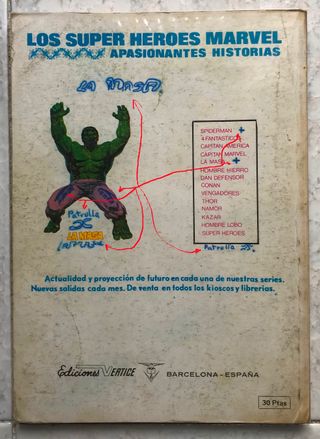 LOS SUPER HEROES MARVEL
APASIONANTES HISTORIAS
LA MASA
SPIDERMAN +
4 FANTASTICOS
CAPITAN AMERICA
CAPITAN MARVEL
LA MASA +
HOMBRE HIERRO
DAN DEFENSOR
CONAN
VENGADORES
THOR
NAMOR
KAZAR
HOMBRE LOBO
SUPER HEROES
Patrulla X
Patrulla
X
LA MASA
Actualidad y proyección de futuro en cada una de nuestras series.
Nuevas salidas cada mes. De venta en todos los kioscos y librerias.
Ediciones VERTICE BARCELONA-ESPAÑA
30 Ptas